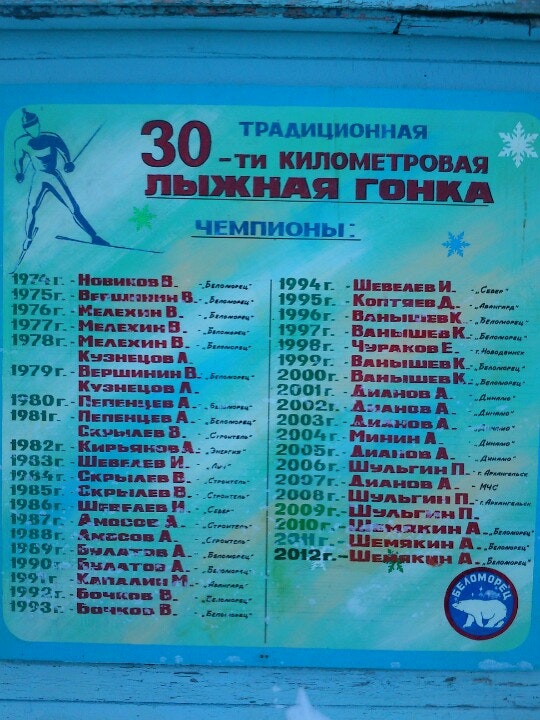 ТРАДИЦИОННАЯ
30-ти КИЛОМЕТРОВАЯ
ЛЫЖНАЯ ГОНКА
ЧЕМПИОНЫ:
1974г.-Новиков В. -„Беломорец"
1975г.-Вершинин В. -„Беломорец"
1976г.-Мелехин В. -„Беломорец"
1977г.-Мелехин В. -„Беломорец"
1978г.-Мелехин В. -„Беломорец"
Кузнецов А.
1979г.-Вершинин В. -„Беломорец"
Кузнецов А.
1980г.-Пепенцев А. -„Беломорец"
1981г.-Пепенцев А. -„Беломорец"
Скрылев В. -„Строитель"
1982г.-Кирьянов А. -„Энергия"
1983г.-Шевелев И.
1984г.-Скрылев В. -„Строитель"
1985г.-Скрылев В. -„Строитель"
1986г.-Шевелев И. -„Север"
1987г.-Амосов А. -„Строитель"
1988г.-Амосов А. -„Строитель"
1989г.-Булатов А. -„Беломорец"
1990г.-Булатов А. -„Беломорец"
1991г.-Капалин М. -„Авангард"
1992г.-Бочков В. -„Беломорец"
1993г.-Бочков В. -„Беломорец"
1994г.-Шевелев И. -„Север"
1995г.-Коптяев Д. -„Авангард"
1996г.-Ванышев К. -„Беломорец"
1997г.-Ванышев К. -„Беломорец"
1998г.-Чураков Е. -г.Новодвинск
1999г.-Ванышев К. -„Беломорец"
2000г.-Ванышев К. -„Беломорец"
2001г.-Дианов А. -„Динамо"
2002г.-Дианов А. -„Динамо"
2003г.-Дианов А. -„Динамо"
2004г.-Минин А. -„Динамо"
2005г.-Дианов А. -„Динамо"
2006г.-Шульгин П. -г.Архангельск
2007г.-Дианов А. -МЧС
2008г.-Шульгин П. -г.Архангельск
2009г.-Шульгин П.
2010г.-Шемякин А. „Беломорец"
2011г.-Шемякин А. -„Беломорец"
2012г.-Шемякин А. -„Беломорец"
БЕЛОМОРЕЦ